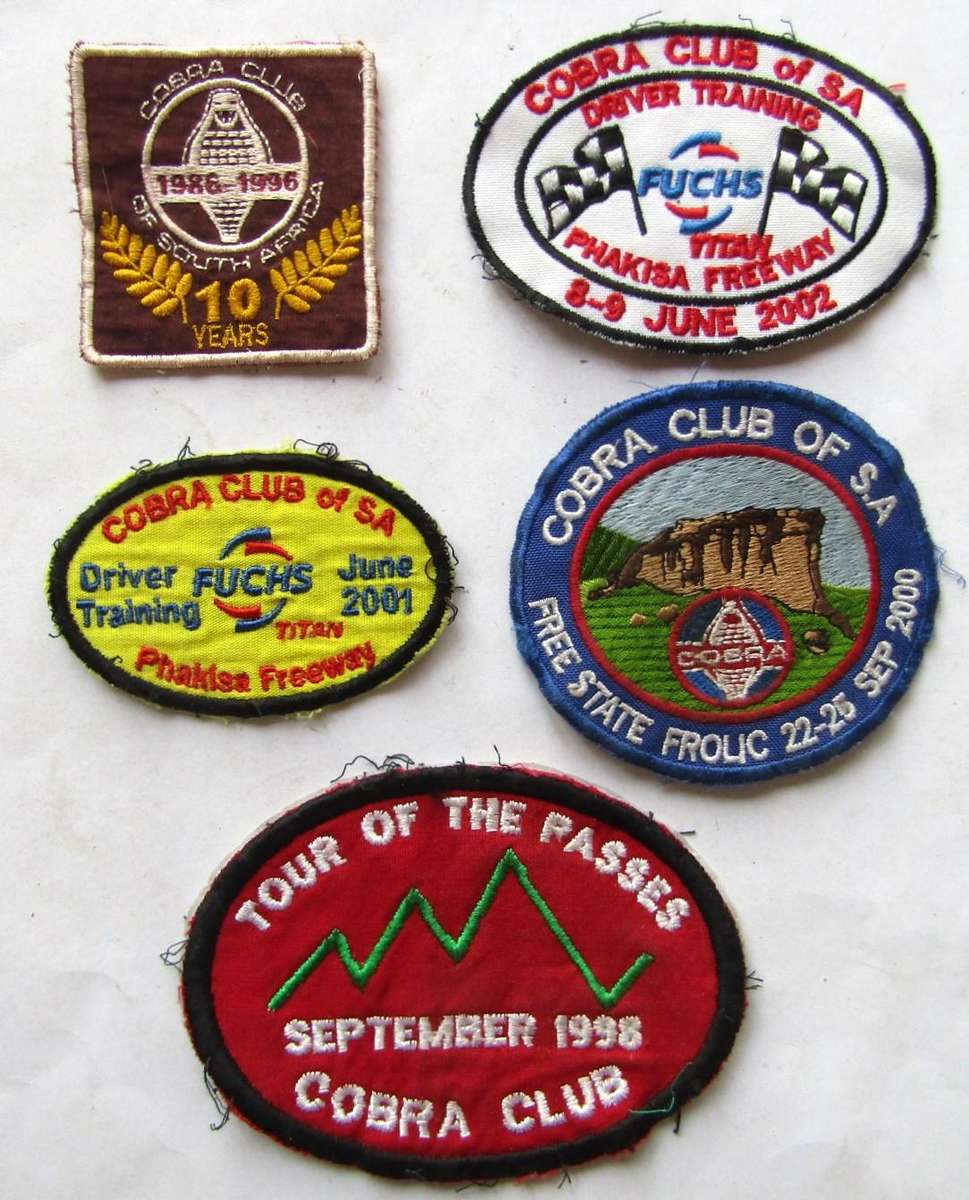 COBRA CLUB
1986-1996
OF SOUTH AFRICA
10
YEARS
COBRA CLUB of SA
DRIVER TRAINING
FUCHS
TITAN
PHAKISA FREEWAY
8-9 JUNE 2002
COBRA CLUB of SA
Driver Training
FUCHS
TITAN
June 2001
Phakisa Freeway
COBRA CLUB OF S.A
COBRA
FREE STATE FROLIC 22-25 SEP 2000
TOUR OF THE PASSES
SEPTEMBER 1998
COBRA CLUB